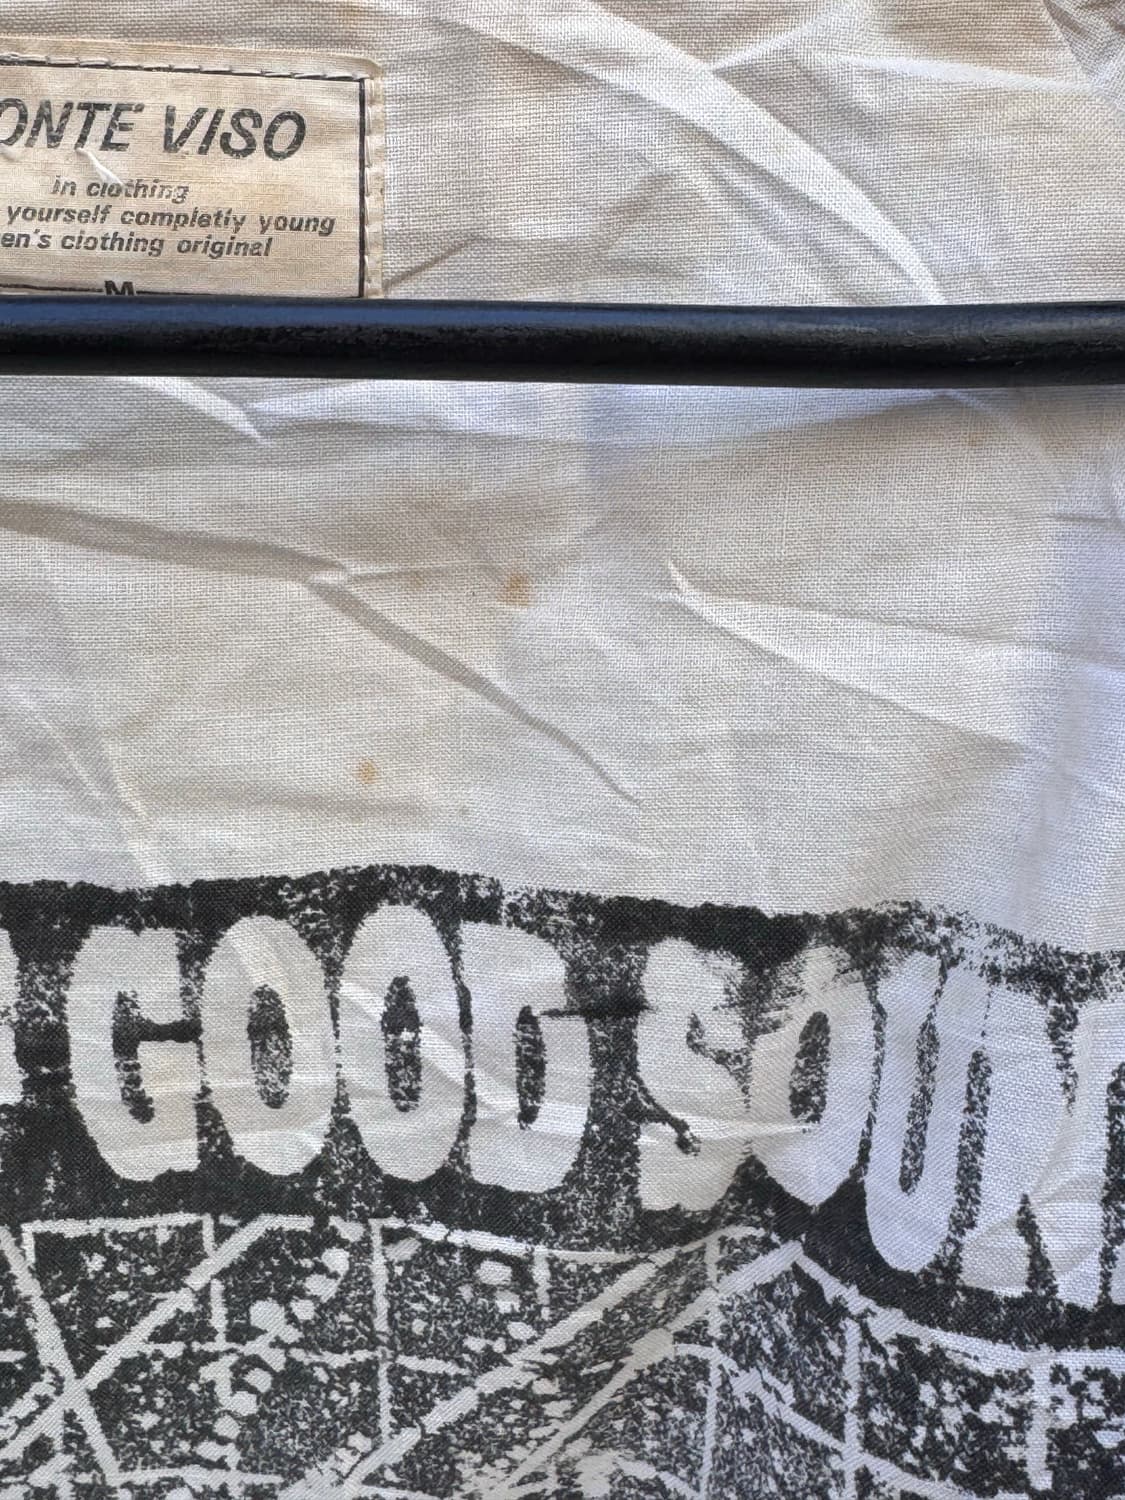 ONTE VISO
in clothing
yourself completly young
en's clothing original
M
GOOD SOUN